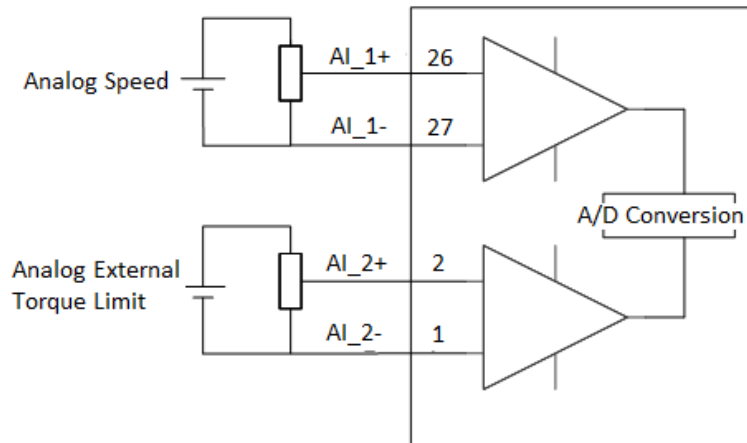 AI_1+ 26
Analog Speed
AI_1- 27
A/D Conversion
AI_2+ 2
Analog External
Torque Limit
AI_2- 1